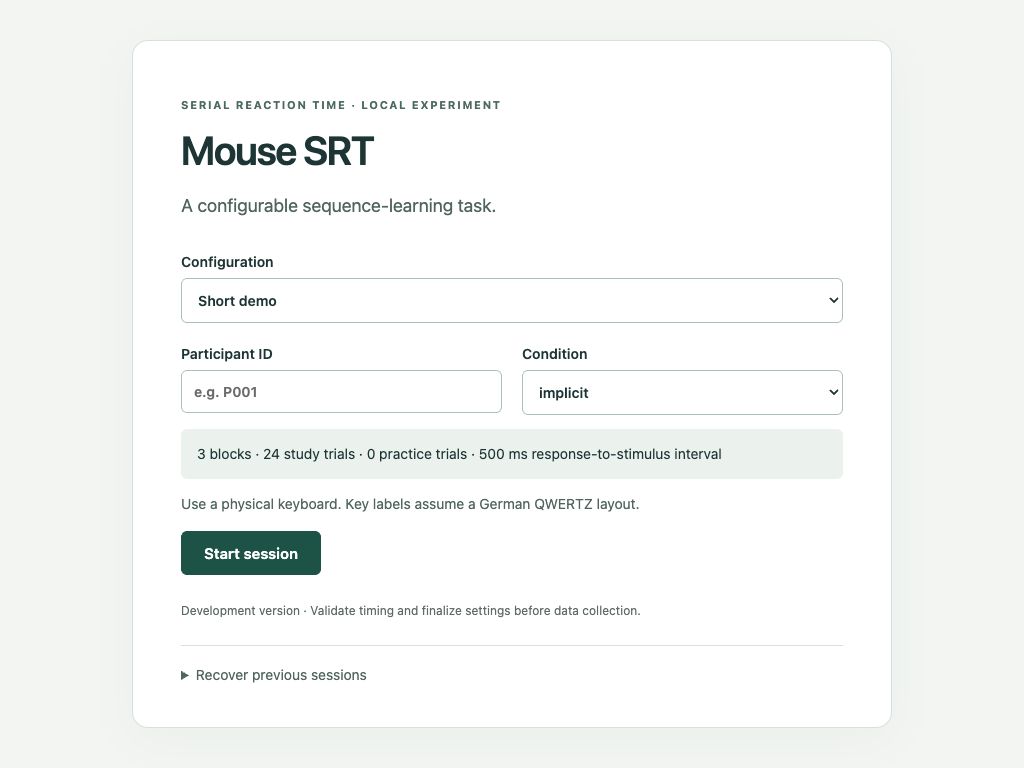 SERIAL REACTION TIME · LOCAL EXPERIMENT
Mouse SRT
A configurable sequence-learning task.
Configuration
Short demo
Participant ID
Condition
e.g. P001
implicit
3 blocks · 24 study trials · 0 practice trials · 500 ms response-to-stimulus interval
Use a physical keyboard. Key labels assume a German QWERTZ layout.
Start session
Development version · Validate timing and finalize settings before data collection.
Recover previous sessions